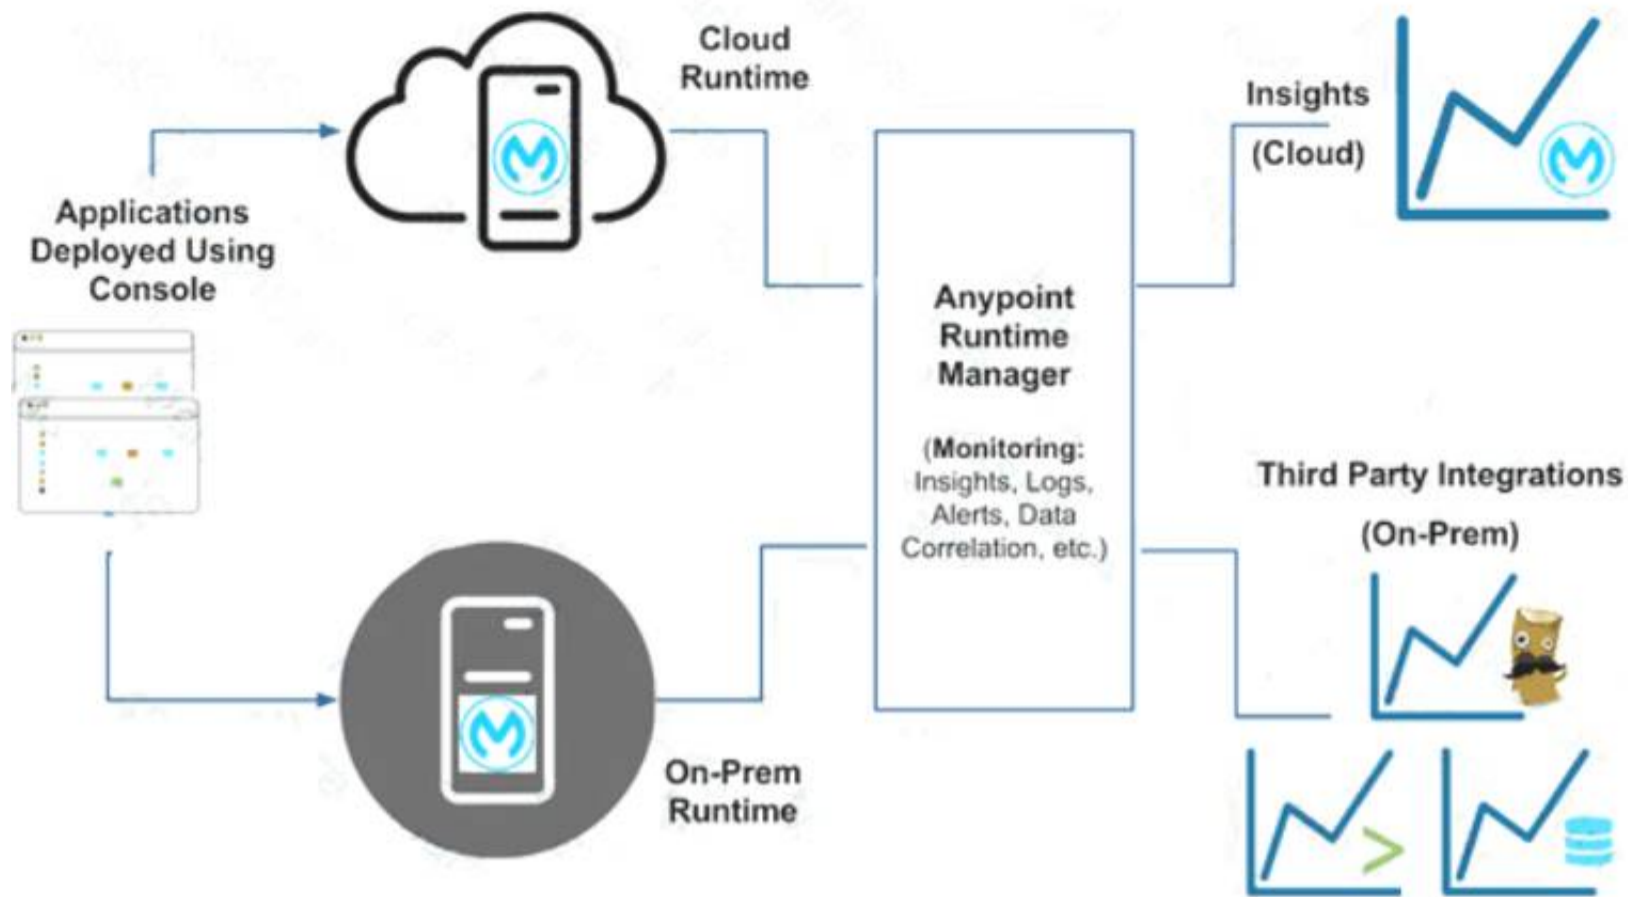 Cloud
Runtime
Insights
(Cloud)
Applications
Deployed Using
Console
Anypoint
Runtime
Manager
(Monitoring:
Insights, Logs,
Alerts, Data
Correlation, etc.)
Third Party Integrations
(On-Prem)
On-Prem
Runtime